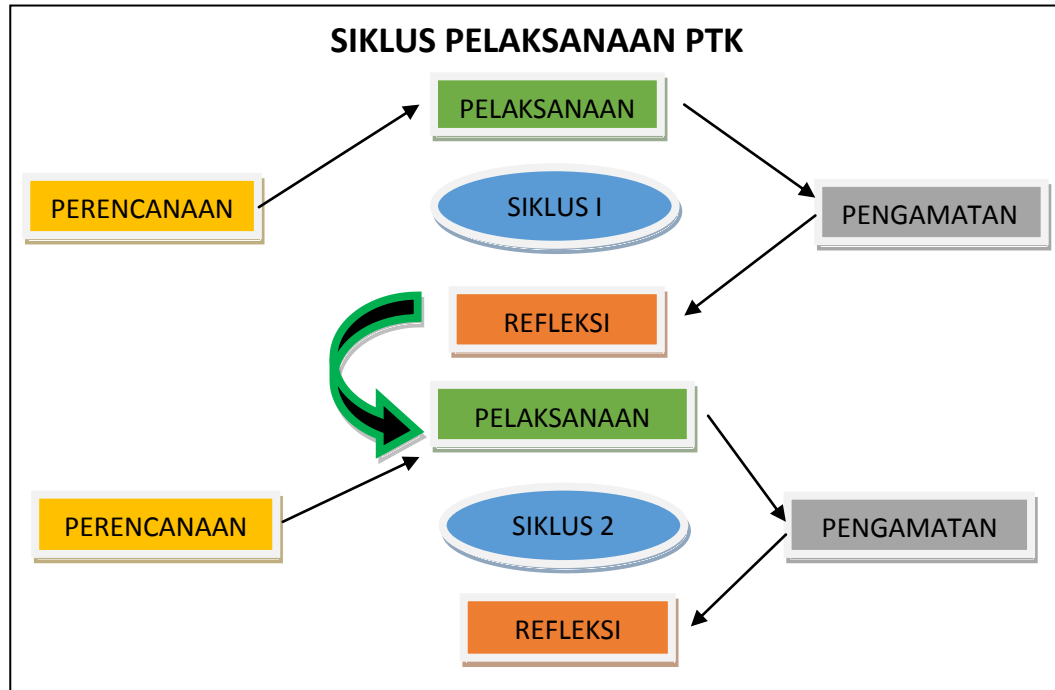 SIKLUS PELAKSANAAN PTK
PELAKSANAAN
PERENCANAAN
SIKLUS I
PENGAMATAN
REFLEKSI
PELAKSANAAN
PERENCANAAN
SIKLUS 2
PENGAMATAN
REFLEKSI